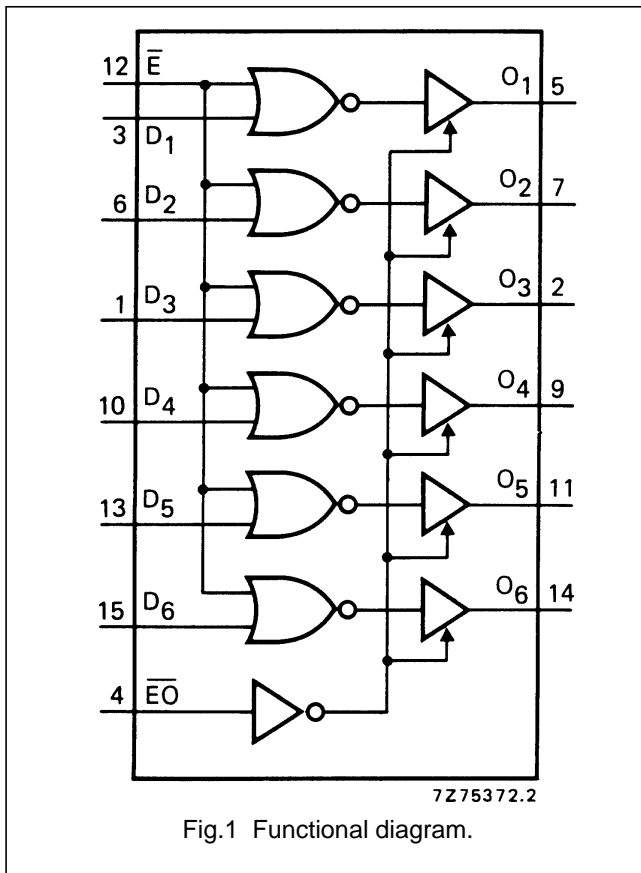 12 E̅ O1 5
3 D1
6 D2 O2 7
1 D3 O3 2
10 D4 O4 9
13 D5 O5 11
15 D6 O6 14
4 E̅O̅
7Z75372.2
Fig.1 Functional diagram.